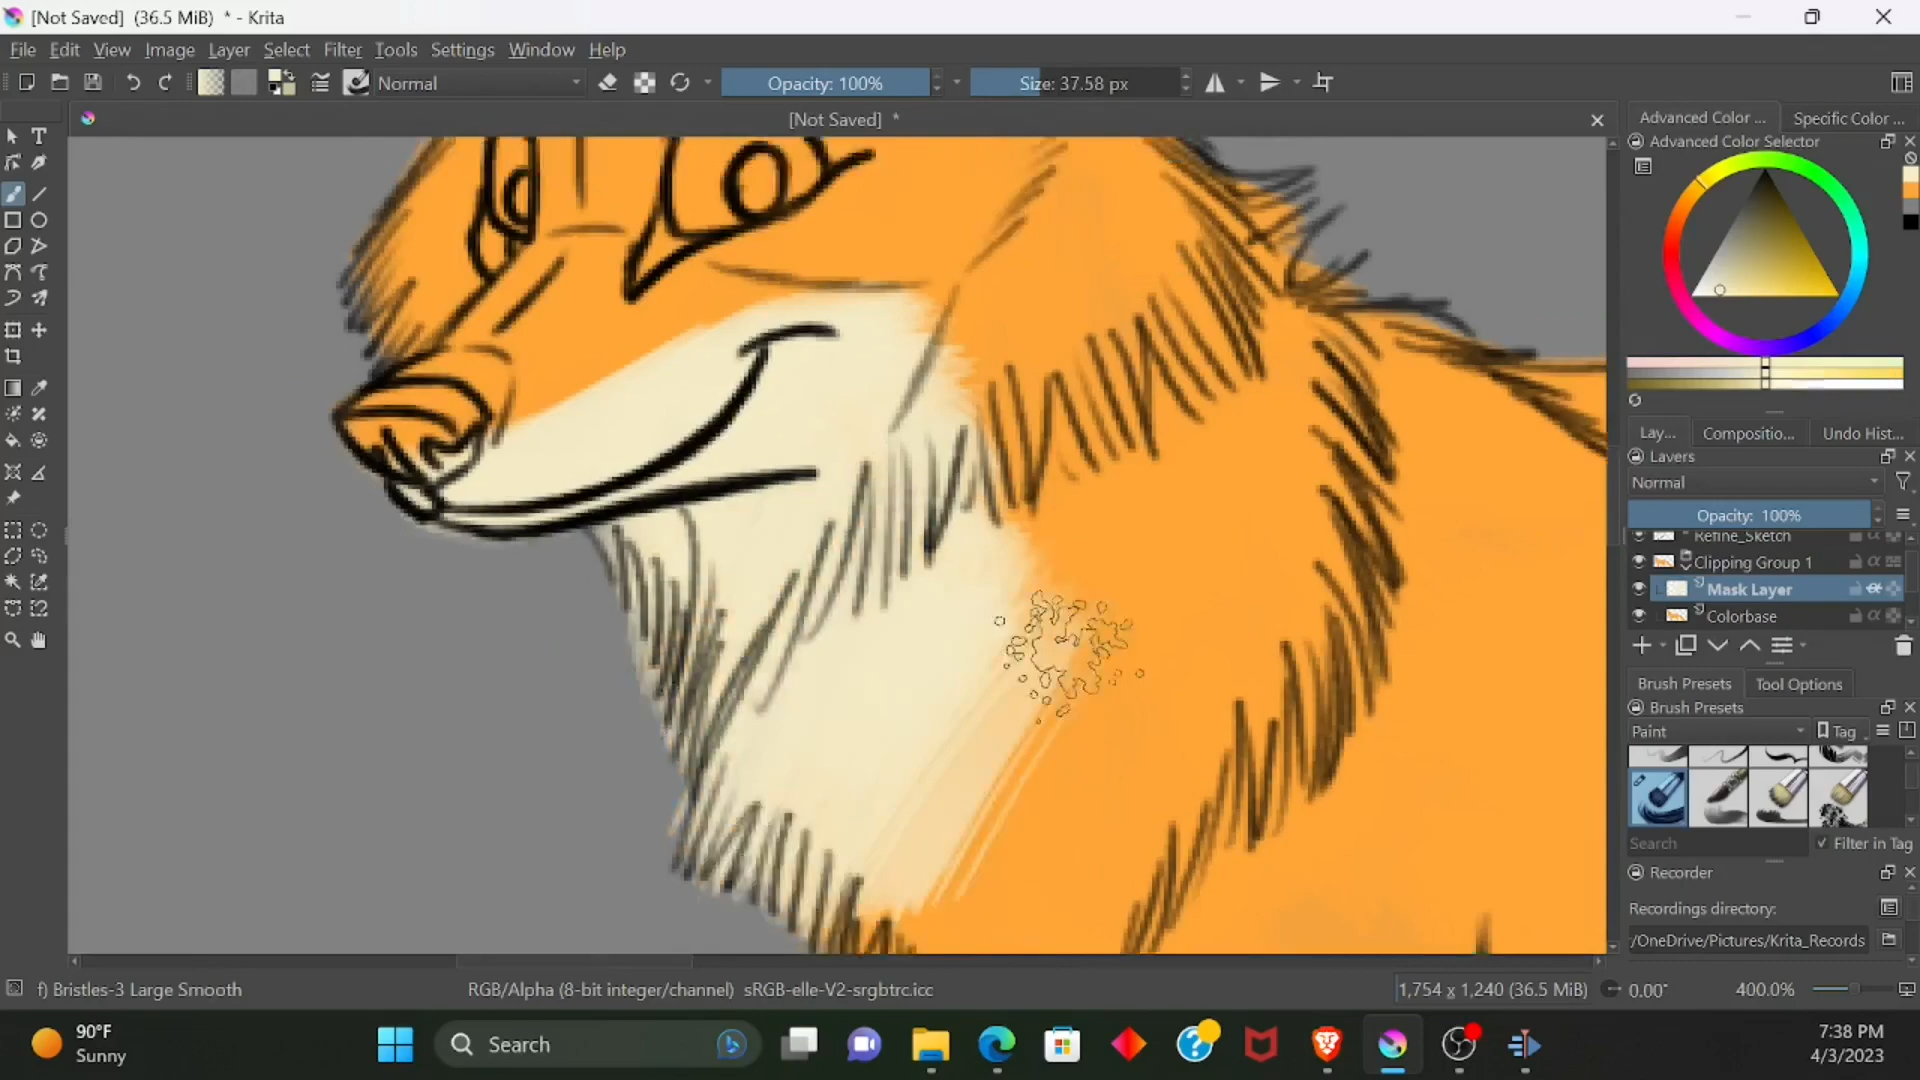 [Not Saved] (36.5 MiB) * - Krita
File Edit View Image Layer Select Filter Tools Settings Window Help
Normal Opacity: 100% Size: 37.58 px
[Not Saved] *
Advanced Color ... Specific Color ...
Advanced Color Selector
Lay... Compositio... Undo Hist...
Layers
Normal
Opacity: 100%
Refine_Sketch
Clipping Group 1
Mask Layer
Colorbase
Brush Presets Tool Options
Brush Presets
Paint Tag
Search Filter in Tag
Recorder
Recordings directory:
/OneDrive/Pictures/Krita_Records
f) Bristles-3 Large Smooth RGB/Alpha (8-bit integer/channel) sRGB-elle-V2-srgbtrc.icc 1,754 x 1,240 (36.5 MiB) 0.00° 400.0%
90°F
Sunny
Search
7:38 PM
4/3/2023